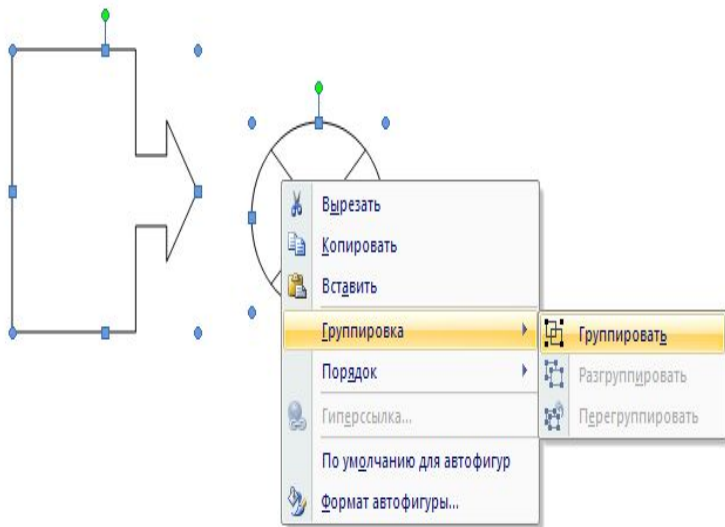 Вырезать
Копировать
Вставить
Группировка
Порядок
Гиперссылка...
По умолчанию для автофигур
Формат автофигуры...
Группировать
Разгруппировать
Перегруппировать